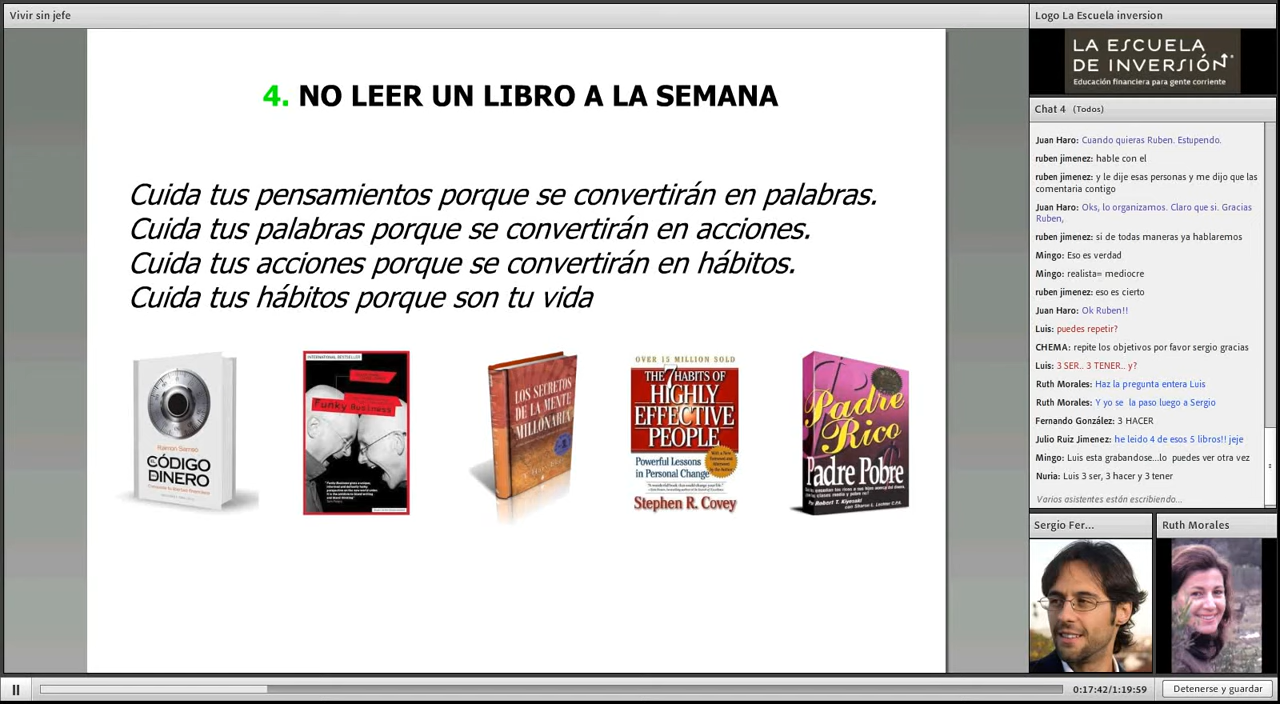 Vivir sin jefe
4. NO LEER UN LIBRO A LA SEMANA
Cuida tus pensamientos porque se convertirán en palabras.
Cuida tus palabras porque se convertirán en acciones.
Cuida tus acciones porque se convertirán en hábitos.
Cuida tus hábitos porque son tu vida
CÓDIGO
DINERO
INTERNATIONAL BESTSELLER
Funky Business
LOS SECRETOS
DE LA MENTE
MILLONARIA
OVER 15 MILLION SOLD
THE 7 HABITS OF
HIGHLY
EFFECTIVE
PEOPLE
Powerful Lessons
in Personal Change
Stephen R. Covey
Padre
Rico
Padre Pobre
Logo La Escuela inversion
LA ESCUELA
DE INVERSIÓN
Educación financiera para gente corriente
Chat 4 (Todos)
Juan Haro: Cuando quieras Ruben. Estupendo.
ruben jimenez: hable con el
ruben jimenez: y le dije esas personas y me dijo que las
comentaria contigo
Juan Haro: Oks, lo organizamos. Claro que si. Gracias
Ruben,
ruben jimenez: si de todas maneras ya hablaremos
Mingo: Eso es verdad
Mingo: realista= mediocre
ruben jimenez: eso es cierto
Juan Haro: Ok Ruben!!
Luis: puedes repetir?
CHEMA: repite los objetivos por favor sergio gracias
Luis: 3 SER.. 3 TENER.. y?
Ruth Morales: Haz la pregunta entera Luis
Ruth Morales: Y yo se la paso luego a Sergio
Fernando González: 3 HACER
Julio Ruiz Jimenez: he leido 4 de esos 5 libros!! jeje
Mingo: Luis esta grabandose...lo puedes ver otra vez
Nuria: Luis 3 ser, 3 hacer y 3 tener
Varios asistentes están escribiendo...
Sergio Fer...
Ruth Morales
0:17:42/1:19:59
Detenerse y guardar